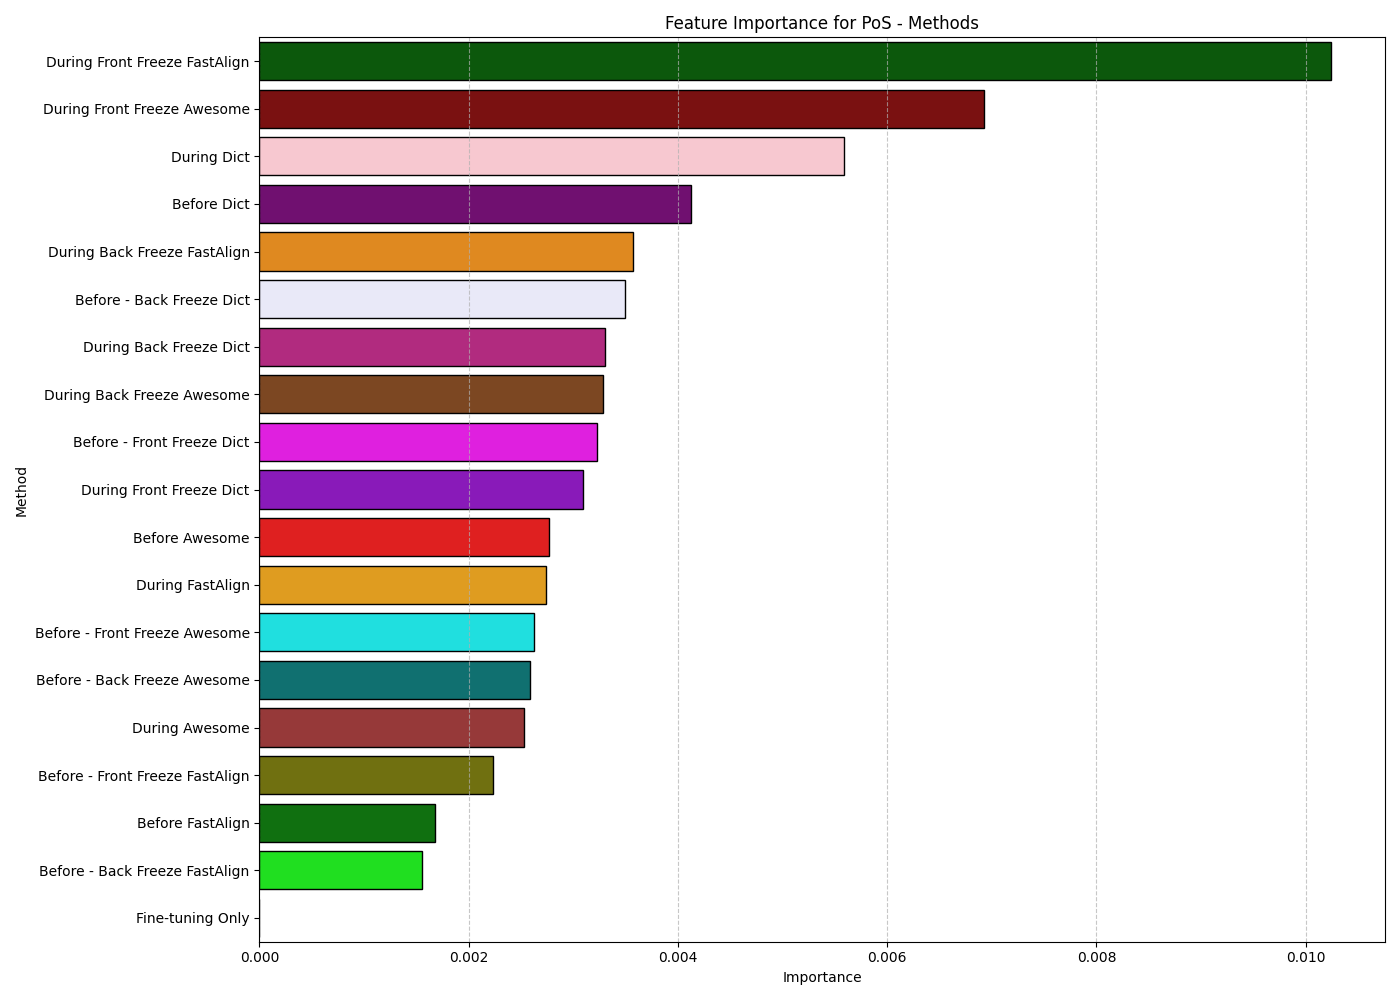 Feature Importance for PoS - Methods
During Front Freeze FastAlign
During Front Freeze Awesome
During Dict
Before Dict
During Back Freeze FastAlign
Before - Back Freeze Dict
During Back Freeze Dict
During Back Freeze Awesome
Before - Front Freeze Dict
During Front Freeze Dict
Before Awesome
During FastAlign
Before - Front Freeze Awesome
Before - Back Freeze Awesome
During Awesome
Before - Front Freeze FastAlign
Before FastAlign
Before - Back Freeze FastAlign
Fine-tuning Only
Method
0.000 0.002 0.004 0.006 0.008 0.010
Importance